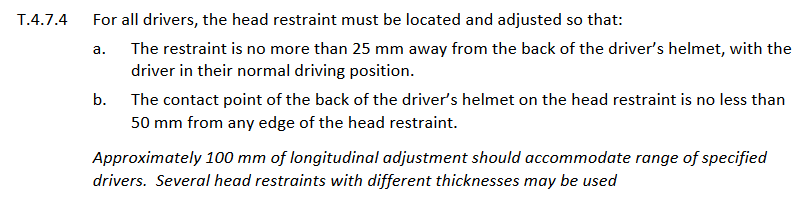 T.4.7.4 For all drivers, the head restraint must be located and adjusted so that:
a. The restraint is no more than 25 mm away from the back of the driver’s helmet, with the
driver in their normal driving position.
b. The contact point of the back of the driver’s helmet on the head restraint is no less than
50 mm from any edge of the head restraint.
Approximately 100 mm of longitudinal adjustment should accommodate range of specified
drivers. Several head restraints with different thicknesses may be used